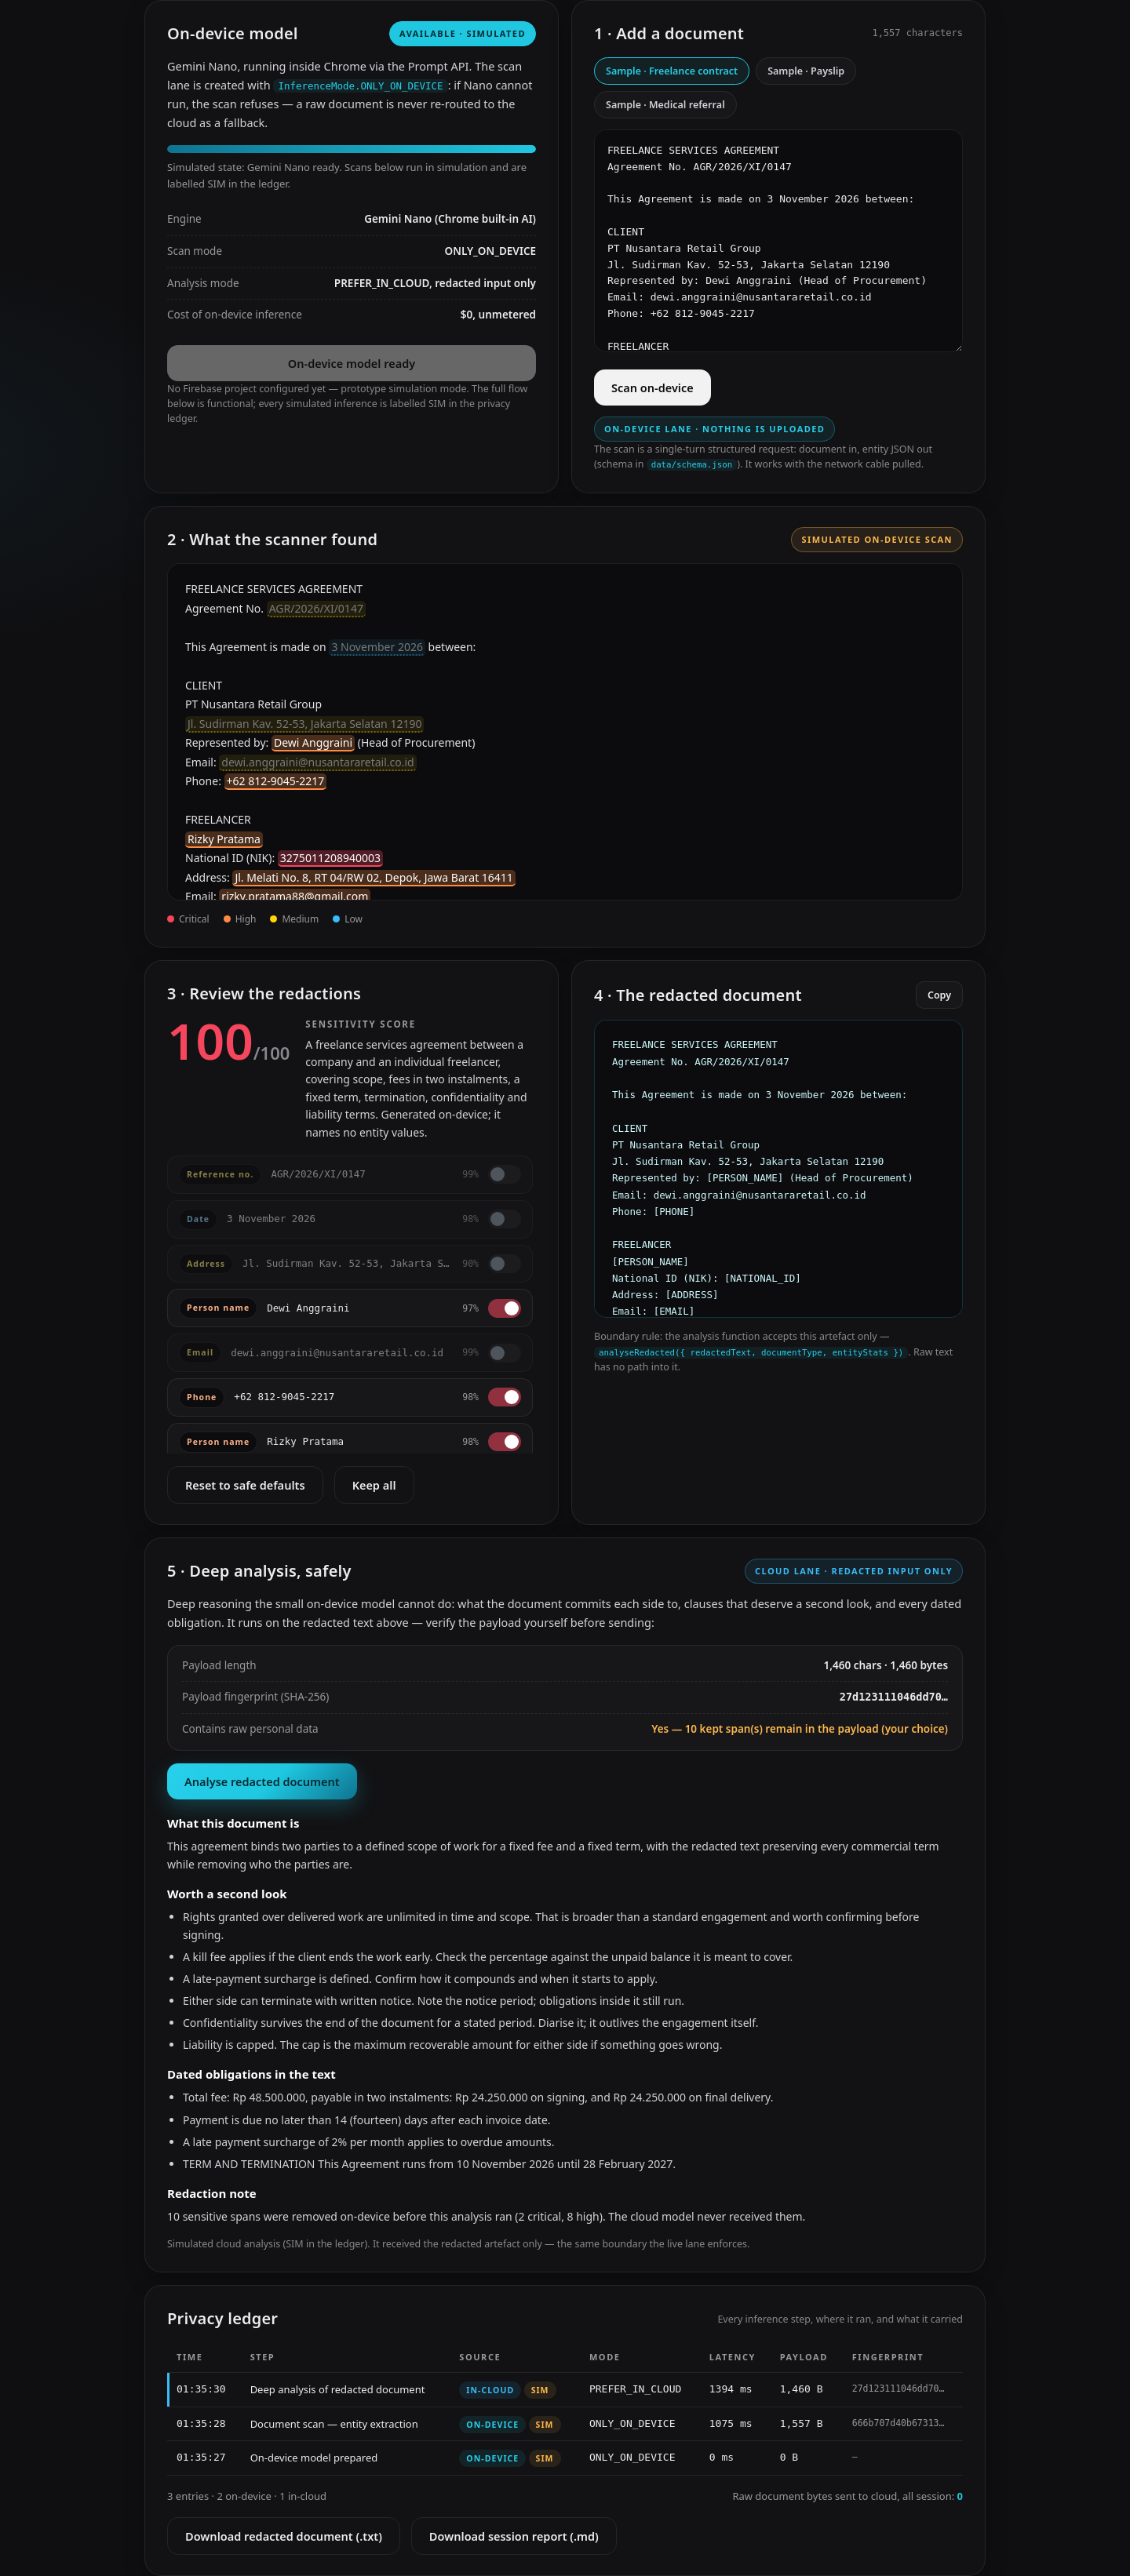 On-device model
AVAILABLE · SIMULATED
Gemini Nano, running inside Chrome via the Prompt API. The scan
lane is created with InferenceMode.ONLY_ON_DEVICE : if Nano cannot
run, the scan refuses — a raw document is never re-routed to the
cloud as a fallback.
Simulated state: Gemini Nano ready. Scans below run in simulation and are
labelled SIM in the ledger.
Engine Gemini Nano (Chrome built-in AI)
Scan mode ONLY_ON_DEVICE
Analysis mode PREFER_IN_CLOUD, redacted input only
Cost of on-device inference $0, unmetered
On-device model ready
No Firebase project configured yet — prototype simulation mode. The full flow
below is functional; every simulated inference is labelled SIM in the privacy
ledger.
1 · Add a document
1,557 characters
Sample · Freelance contract
Sample · Payslip
Sample · Medical referral
FREELANCE SERVICES AGREEMENT
Agreement No. AGR/2026/XI/0147
This Agreement is made on 3 November 2026 between:
CLIENT
PT Nusantara Retail Group
Jl. Sudirman Kav. 52-53, Jakarta Selatan 12190
Represented by: Dewi Anggraini (Head of Procurement)
Email: dewi.anggraini@nusantararetail.co.id
Phone: +62 812-9045-2217
FREELANCER
Scan on-device
ON-DEVICE LANE · NOTHING IS UPLOADED
The scan is a single-turn structured request: document in, entity JSON out
(schema in data/schema.json ). It works with the network cable pulled.
2 · What the scanner found
SIMULATED ON-DEVICE SCAN
FREELANCE SERVICES AGREEMENT
Agreement No. AGR/2026/XI/0147
This Agreement is made on 3 November 2026 between:
CLIENT
PT Nusantara Retail Group
Jl. Sudirman Kav. 52-53, Jakarta Selatan 12190
Represented by: Dewi Anggraini (Head of Procurement)
Email: dewi.anggraini@nusantararetail.co.id
Phone: +62 812-9045-2217
FREELANCER
Rizky Pratama
National ID (NIK): 3275011208940003
Address: Jl. Melati No. 8, RT 04/RW 02, Depok, Jawa Barat 16411
Email: rizky.pratama88@gmail.com
Critical High Medium Low
3 · Review the redactions
100/100
SENSITIVITY SCORE
A freelance services agreement between a
company and an individual freelancer,
covering scope, fees in two instalments, a
fixed term, termination, confidentiality and
liability terms. Generated on-device; it
names no entity values.
Reference no. AGR/2026/XI/0147 99%
Date 3 November 2026 98%
Address Jl. Sudirman Kav. 52-53, Jakarta S… 90%
Person name Dewi Anggraini 97%
Email dewi.anggraini@nusantararetail.co.id 99%
Phone +62 812-9045-2217 98%
Person name Rizky Pratama 98%
Reset to safe defaults
Keep all
4 · The redacted document
Copy
FREELANCE SERVICES AGREEMENT
Agreement No. AGR/2026/XI/0147
This Agreement is made on 3 November 2026 between:
CLIENT
PT Nusantara Retail Group
Jl. Sudirman Kav. 52-53, Jakarta Selatan 12190
Represented by: [PERSON_NAME] (Head of Procurement)
Email: dewi.anggraini@nusantararetail.co.id
Phone: [PHONE]
FREELANCER
[PERSON_NAME]
National ID (NIK): [NATIONAL_ID]
Address: [ADDRESS]
Email: [EMAIL]
Boundary rule: the analysis function accepts this artefact only —
analyseRedacted({ redactedText, documentType, entityStats }) . Raw text
has no path into it.
5 · Deep analysis, safely
CLOUD LANE · REDACTED INPUT ONLY
Deep reasoning the small on-device model cannot do: what the document commits each side to, clauses that deserve a second look, and every dated
obligation. It runs on the redacted text above — verify the payload yourself before sending:
Payload length 1,460 chars · 1,460 bytes
Payload fingerprint (SHA-256) 27d123111046dd70…
Contains raw personal data Yes — 10 kept span(s) remain in the payload (your choice)
Analyse redacted document
What this document is
This agreement binds two parties to a defined scope of work for a fixed fee and a fixed term, with the redacted text preserving every commercial term
while removing who the parties are.
Worth a second look
• Rights granted over delivered work are unlimited in time and scope. That is broader than a standard engagement and worth confirming before
signing.
• A kill fee applies if the client ends the work early. Check the percentage against the unpaid balance it is meant to cover.
• A late-payment surcharge is defined. Confirm how it compounds and when it starts to apply.
• Either side can terminate with written notice. Note the notice period; obligations inside it still run.
• Confidentiality survives the end of the document for a stated period. Diarise it; it outlives the engagement itself.
• Liability is capped. The cap is the maximum recoverable amount for either side if something goes wrong.
Dated obligations in the text
• Total fee: Rp 48.500.000, payable in two instalments: Rp 24.250.000 on signing, and Rp 24.250.000 on final delivery.
• Payment is due no later than 14 (fourteen) days after each invoice date.
• A late payment surcharge of 2% per month applies to overdue amounts.
• TERM AND TERMINATION This Agreement runs from 10 November 2026 until 28 February 2027.
Redaction note
10 sensitive spans were removed on-device before this analysis ran (2 critical, 8 high). The cloud model never received them.
Simulated cloud analysis (SIM in the ledger). It received the redacted artefact only — the same boundary the live lane enforces.
Privacy ledger
Every inference step, where it ran, and what it carried
TIME STEP SOURCE MODE LATENCY PAYLOAD FINGERPRINT
01:35:30 Deep analysis of redacted document IN-CLOUD SIM PREFER_IN_CLOUD 1394 ms 1,460 B 27d123111046dd70…
01:35:28 Document scan — entity extraction ON-DEVICE SIM ONLY_ON_DEVICE 1075 ms 1,557 B 666b707d40b67313…
01:35:27 On-device model prepared ON-DEVICE SIM ONLY_ON_DEVICE 0 ms 0 B —
3 entries · 2 on-device · 1 in-cloud
Raw document bytes sent to cloud, all session: 0
Download redacted document (.txt)
Download session report (.md)